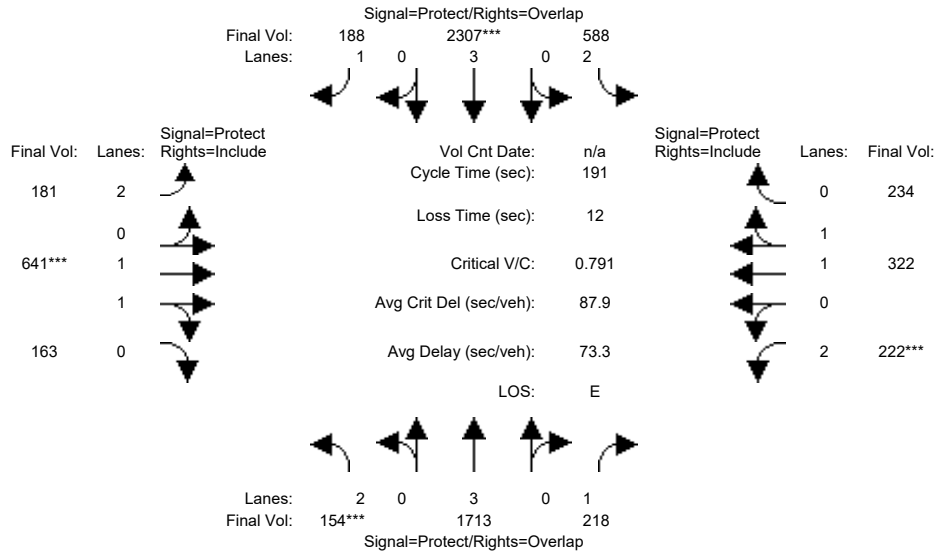 Signal=Protect/Rights=Overlap
Final Vol: 188 2307*** 588
Lanes: 1 0 3 0 2
Signal=Protect Signal=Protect
Final Vol: Lanes: Rights=Include Vol Cnt Date: n/a Rights=Include Lanes: Final Vol:
Cycle Time (sec): 191
181 2 0 234
Loss Time (sec): 12
0 1
641*** 1 Critical V/C: 0.791 1 322
1 Avg Crit Del (sec/veh): 87.9 0
163 0 Avg Delay (sec/veh): 73.3 2 222***
LOS: E
Lanes: 2 0 3 0 1
Final Vol: 154*** 1713 218
Signal=Protect/Rights=Overlap